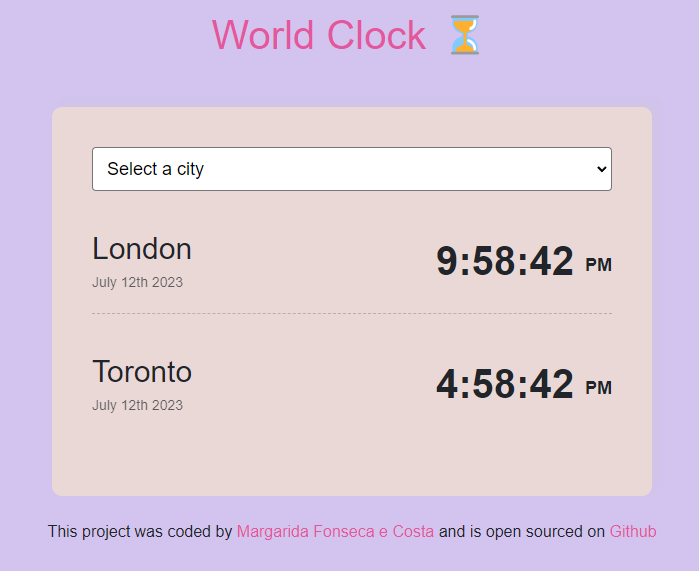 World Clock ⏳
Select a city
London
9:58:42 PM
July 12th 2023
Toronto
4:58:42 PM
July 12th 2023
This project was coded by Margarida Fonseca e Costa and is open sourced on Github